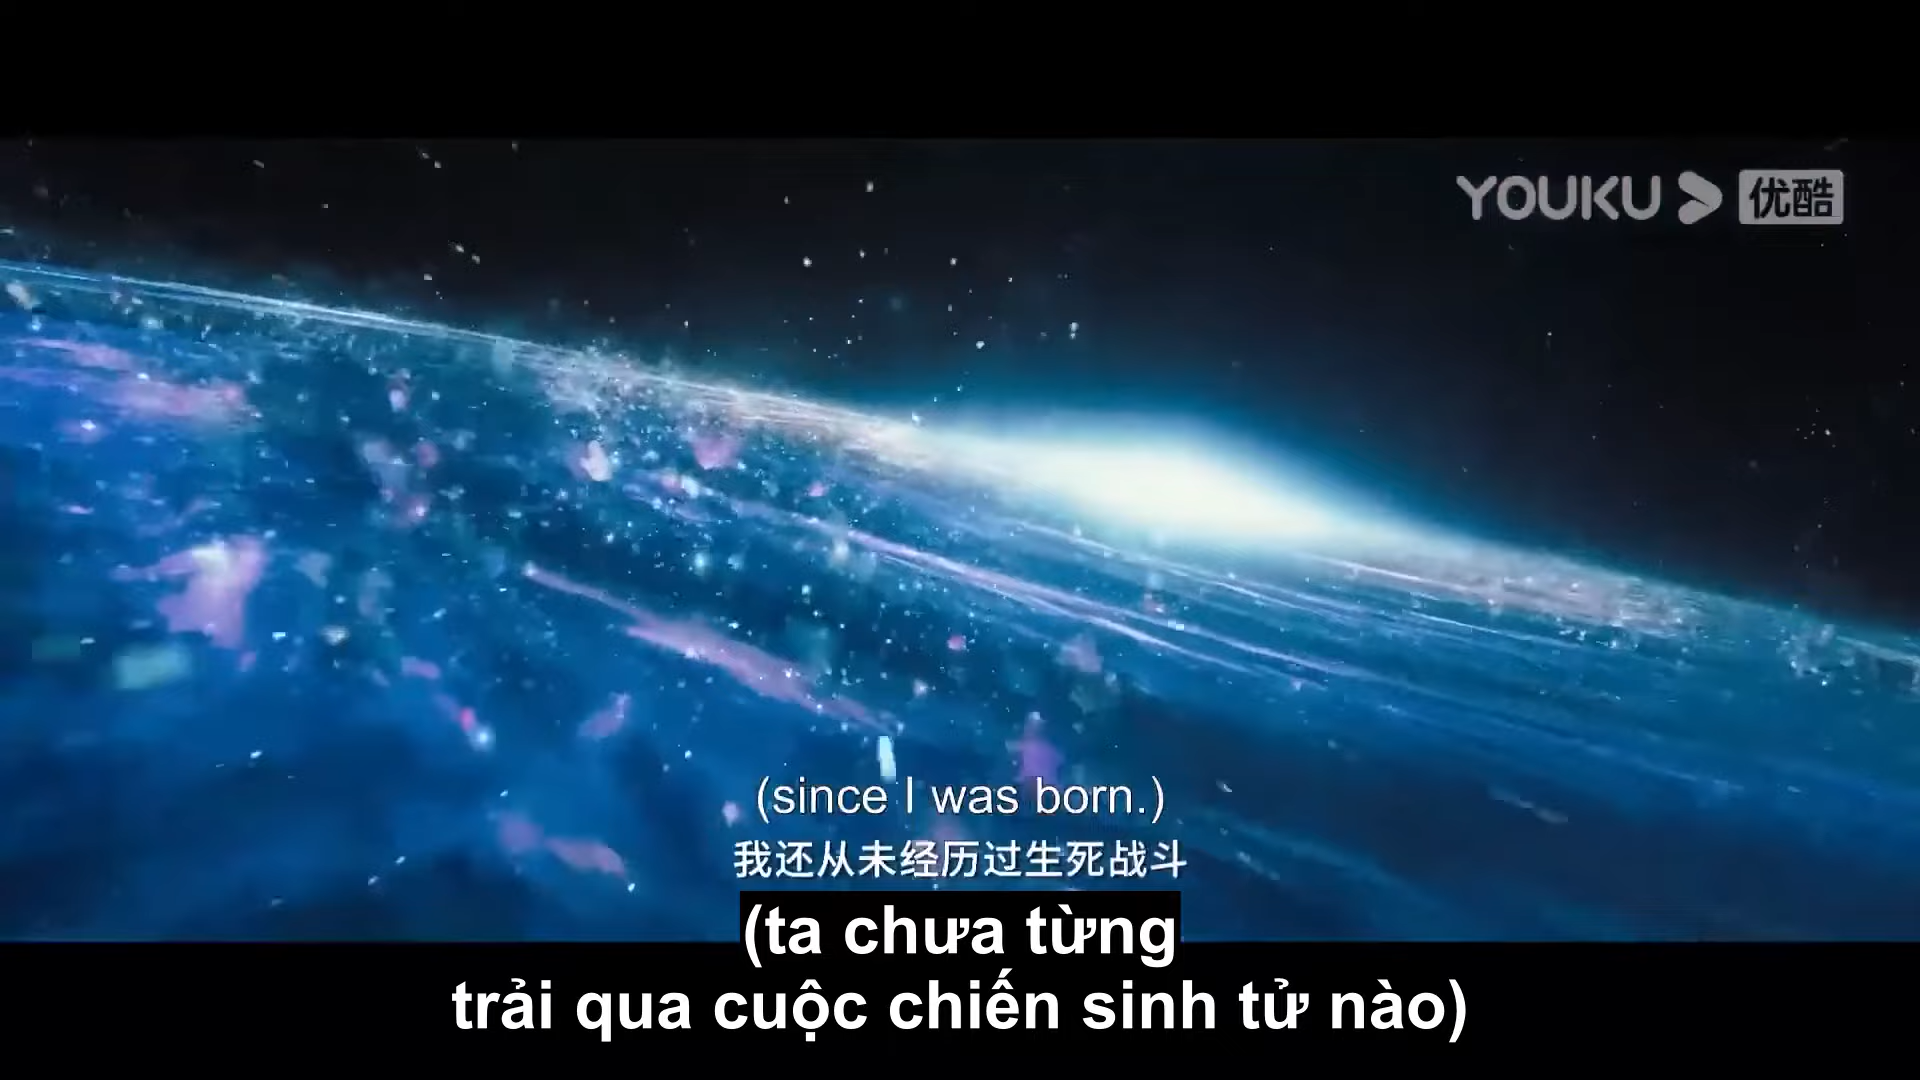 YOUKU 优酷
(since I was born.)
我还从未经历过生死战斗
(ta chưa từng
trải qua cuộc chiến sinh tử nào)